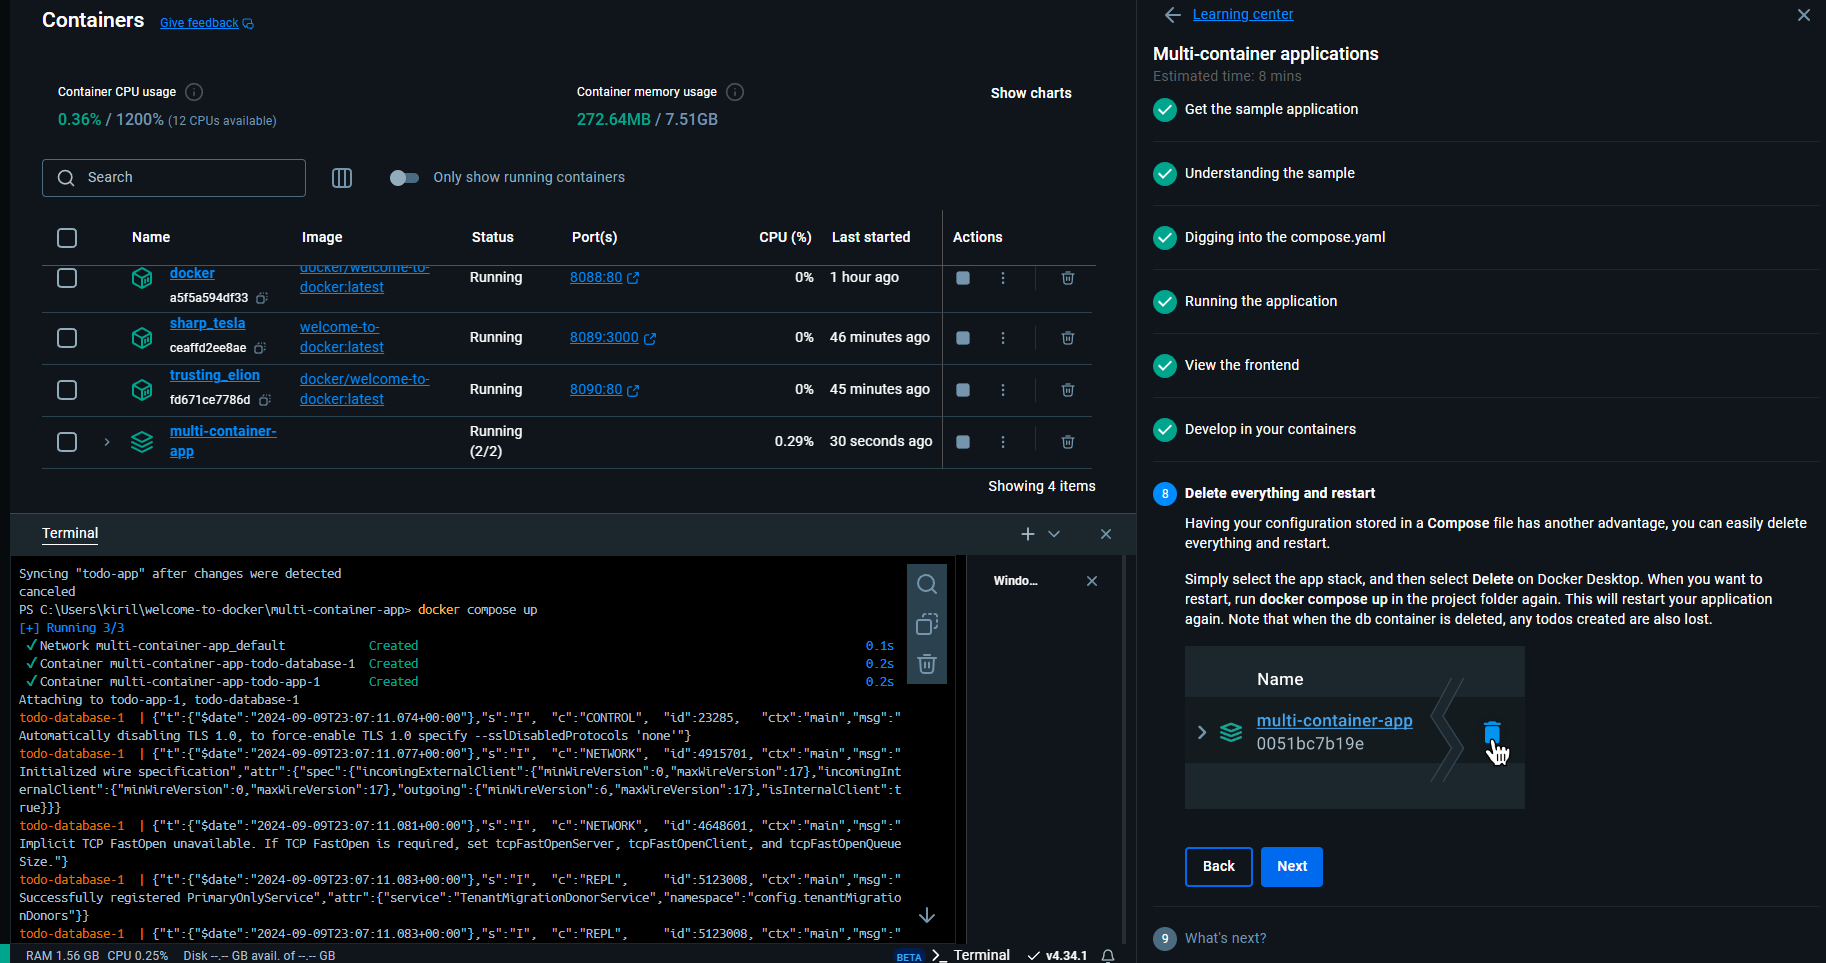 Containers Give feedback
Container CPU usage
0.36% / 1200% (12 CPUs available)
Container memory usage
272.64MB / 7.51GB
Show charts
Search
Only show running containers
Name Image Status Port(s) CPU (%) Last started Actions
docker
a5f5a594df33
docker/welcome-to-
docker:latest
Running
8088:80
0%
1 hour ago
sharp_tesla
ceaffd2ee8ae
welcome-to-
docker:latest
Running
8089:3000
0%
46 minutes ago
trusting_elion
fd671ce7786d
docker/welcome-to-
docker:latest
Running
8090:80
0%
45 minutes ago
multi-container-
app
Running
(2/2)
0.29%
30 seconds ago
Showing 4 items
Terminal
Syncing "todo-app" after changes were detected
canceled
PS C:\Users\kiril\welcome-to-docker\multi-container-app> docker compose up
[+] Running 3/3
✓Network multi-container-app_default Created 0.1s
✓Container multi-container-app-todo-database-1 Created 0.2s
✓Container multi-container-app-todo-app-1 Created 0.2s
Attaching to todo-app-1, todo-database-1
todo-database-1 | {"t":{"$date":"2024-09-09T23:07:11.074+00:00"},"s":"I", "c":"CONTROL", "id":23285, "ctx":"main","msg":"
Automatically disabling TLS 1.0, to force-enable TLS 1.0 specify --sslDisabledProtocols 'none'"}
todo-database-1 | {"t":{"$date":"2024-09-09T23:07:11.077+00:00"},"s":"I", "c":"NETWORK", "id":4915701, "ctx":"main","msg":"
Initialized wire specification","attr":{"spec":{"incomingExternalClient":{"minWireVersion":0,"maxWireVersion":17},"incomingInt
ernalClient":{"minWireVersion":0,"maxWireVersion":17},"outgoing":{"minWireVersion":6,"maxWireVersion":17},"isInternalClient":t
rue}}}
todo-database-1 | {"t":{"$date":"2024-09-09T23:07:11.081+00:00"},"s":"I", "c":"NETWORK", "id":4648601, "ctx":"main","msg":"
Implicit TCP FastOpen unavailable. If TCP FastOpen is required, set tcpFastOpenServer, tcpFastOpenClient, and tcpFastOpenQueue
Size."}
todo-database-1 | {"t":{"$date":"2024-09-09T23:07:11.083+00:00"},"s":"I", "c":"REPL", "id":5123008, "ctx":"main","msg":"
Successfully registered PrimaryOnlyService","attr":{"service":"TenantMigrationDonorService","namespace":"config.tenantMigratio
nDonors"}}
todo-database-1 | {"t":{"$date":"2024-09-09T23:07:11.083+00:00"},"s":"I", "c":"REPL", "id":5123008, "ctx":"main","msg":"
Windo...
RAM 1.56 GB CPU 0.25% Disk --.-- GB avail. of --.-- GB
BETA >_ Terminal v4.34.1
Learning center
Multi-container applications
Estimated time: 8 mins
Get the sample application
Understanding the sample
Digging into the compose.yaml
Running the application
View the frontend
Develop in your containers
8 Delete everything and restart
Having your configuration stored in a Compose file has another advantage, you can easily delete
everything and restart.
Simply select the app stack, and then select Delete on Docker Desktop. When you want to
restart, run docker compose up in the project folder again. This will restart your application
again. Note that when the db container is deleted, any todos created are also lost.
Name
multi-container-app
0051bc7b19e
Back Next
9 What's next?